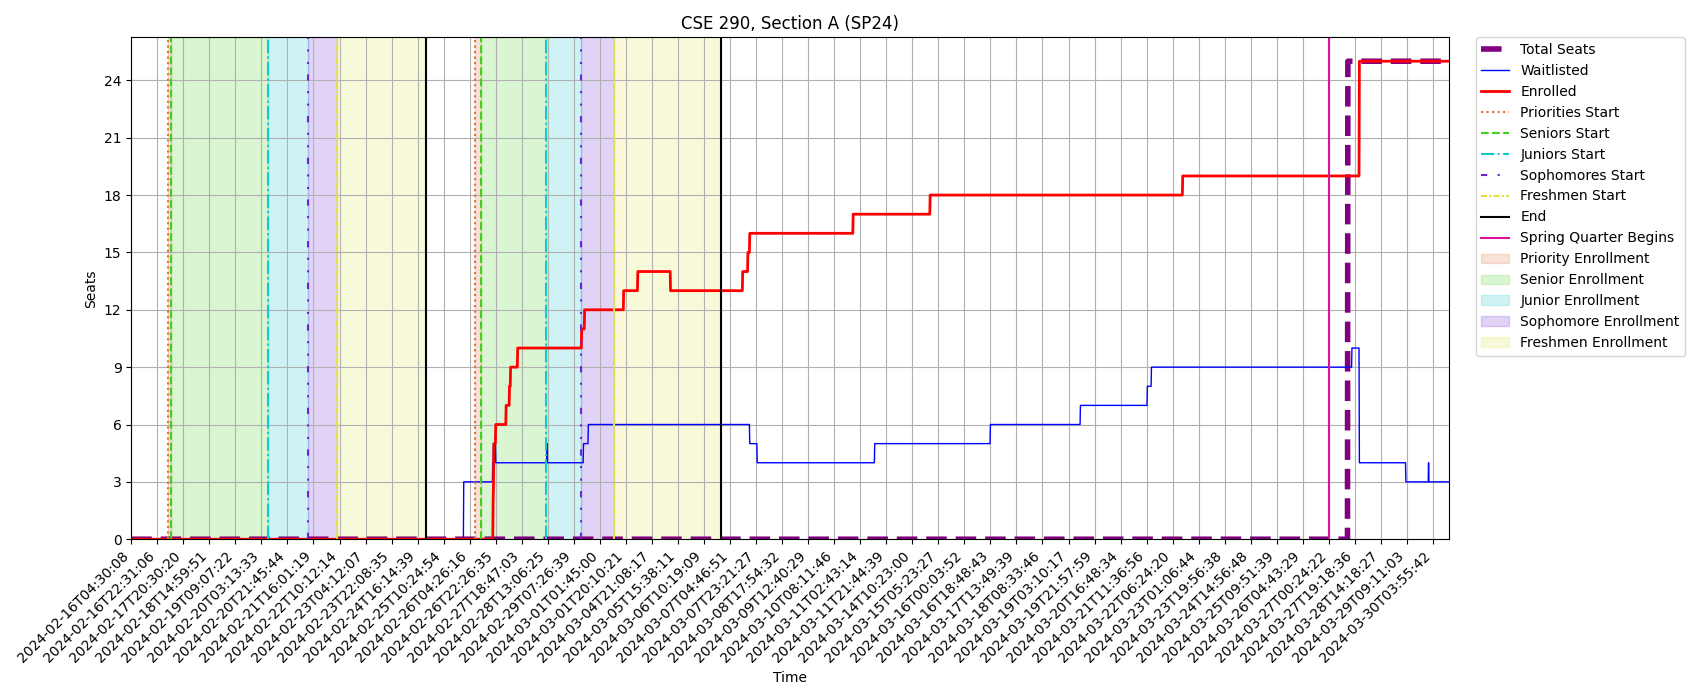 CSE 290, Section A (SP24)
Seats
24
21
18
15
12
9
6
3
0
2024-02-16T04:30:08
2024-02-16T22:31:06
2024-02-17T20:30:20
2024-02-18T14:59:51
2024-02-19T09:07:22
2024-02-20T03:13:33
2024-02-20T21:45:44
2024-02-21T16:01:19
2024-02-22T10:12:14
2024-02-23T04:12:07
2024-02-23T22:08:35
2024-02-24T16:14:39
2024-02-25T10:24:54
2024-02-26T04:26:16
2024-02-26T22:26:35
2024-02-27T18:47:03
2024-02-28T13:06:25
2024-02-29T07:26:39
2024-03-01T01:45:00
2024-03-01T20:10:21
2024-03-04T21:08:17
2024-03-05T15:38:11
2024-03-06T10:19:09
2024-03-07T04:46:51
2024-03-07T23:21:27
2024-03-08T17:54:32
2024-03-09T12:40:29
2024-03-10T08:11:46
2024-03-11T02:43:14
2024-03-11T21:44:39
2024-03-14T10:23:00
2024-03-15T05:23:27
2024-03-16T00:03:52
2024-03-16T18:48:43
2024-03-17T13:49:39
2024-03-18T08:33:46
2024-03-19T03:10:17
2024-03-19T21:57:59
2024-03-20T16:48:34
2024-03-21T11:36:56
2024-03-22T06:24:20
2024-03-23T01:06:44
2024-03-23T19:56:38
2024-03-24T14:56:48
2024-03-25T09:51:39
2024-03-26T04:43:29
2024-03-27T00:24:22
2024-03-27T19:18:36
2024-03-28T14:18:27
2024-03-29T09:11:03
2024-03-30T03:55:42
Time
Total Seats
Waitlisted
Enrolled
Priorities Start
Seniors Start
Juniors Start
Sophomores Start
Freshmen Start
End
Spring Quarter Begins
Priority Enrollment
Senior Enrollment
Junior Enrollment
Sophomore Enrollment
Freshmen Enrollment